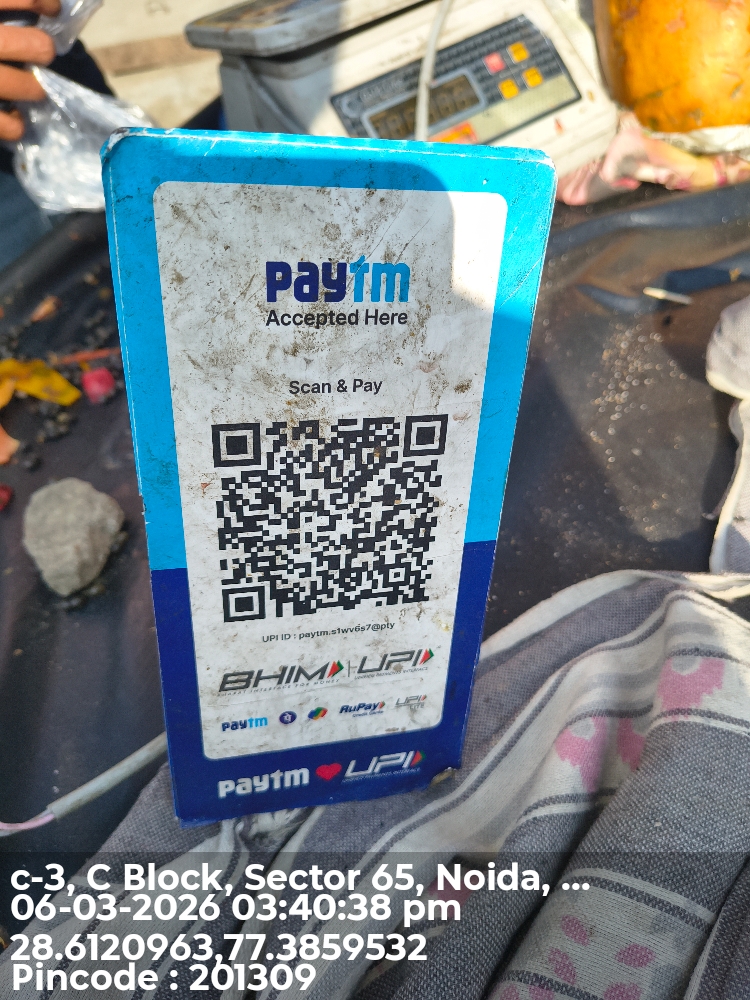 paytm
Accepted Here
Scan & Pay
UPI ID : paytm.s1wv6s7@pty
BHIM UPI
paytm RuPay UPI
paytm UPI
c-3, C Block, Sector 65, Noida, ...
06-03-2026 03:40:38 pm
28.6120963,77.3859532
Pincode : 201309